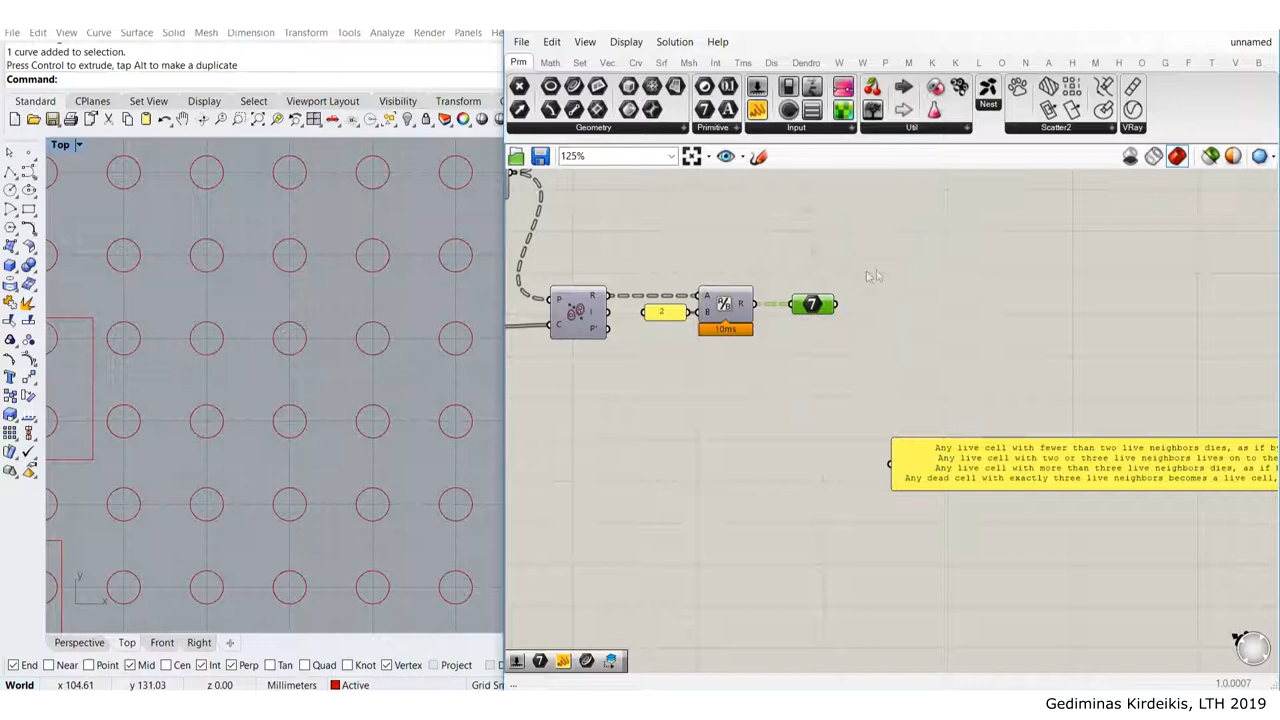 File Edit View Curve Surface Solid Mesh Dimension Transform Tools Analyze Render Panels He
1 curve added to selection.
Press Control to extrude, tap Alt to make a duplicate
Command:
Standard CPlanes Set View Display Select Viewport Layout Visibility Transform
Top
y
x
Perspective Top Front Right
End Near Point Mid Cen Int Perp Tan Quad Knot Vertex Project
World x 104.61 y 131.03 z 0.00 Millimeters Active Grid Sn
File Edit View Display Solution Help unnamed
Prm Math Set Vec Crv Srf Msh Int Trns Dis Dendro W W P M K K L O F N A H H V B
Geometry Primitive Input Util Nest Scatter2 VRay
125%
P C R I P'
2
A B R
10ms
7
Any live cell with fewer than two live neighbors dies, as if by
Any live cell with two or three live neighbors lives on to the
Any live cell with more than three live neighbors dies, as if b
Any dead cell with exactly three live neighbors becomes a live cell,
...
1.0.0007
Gediminas Kirdeikis, LTH 2019